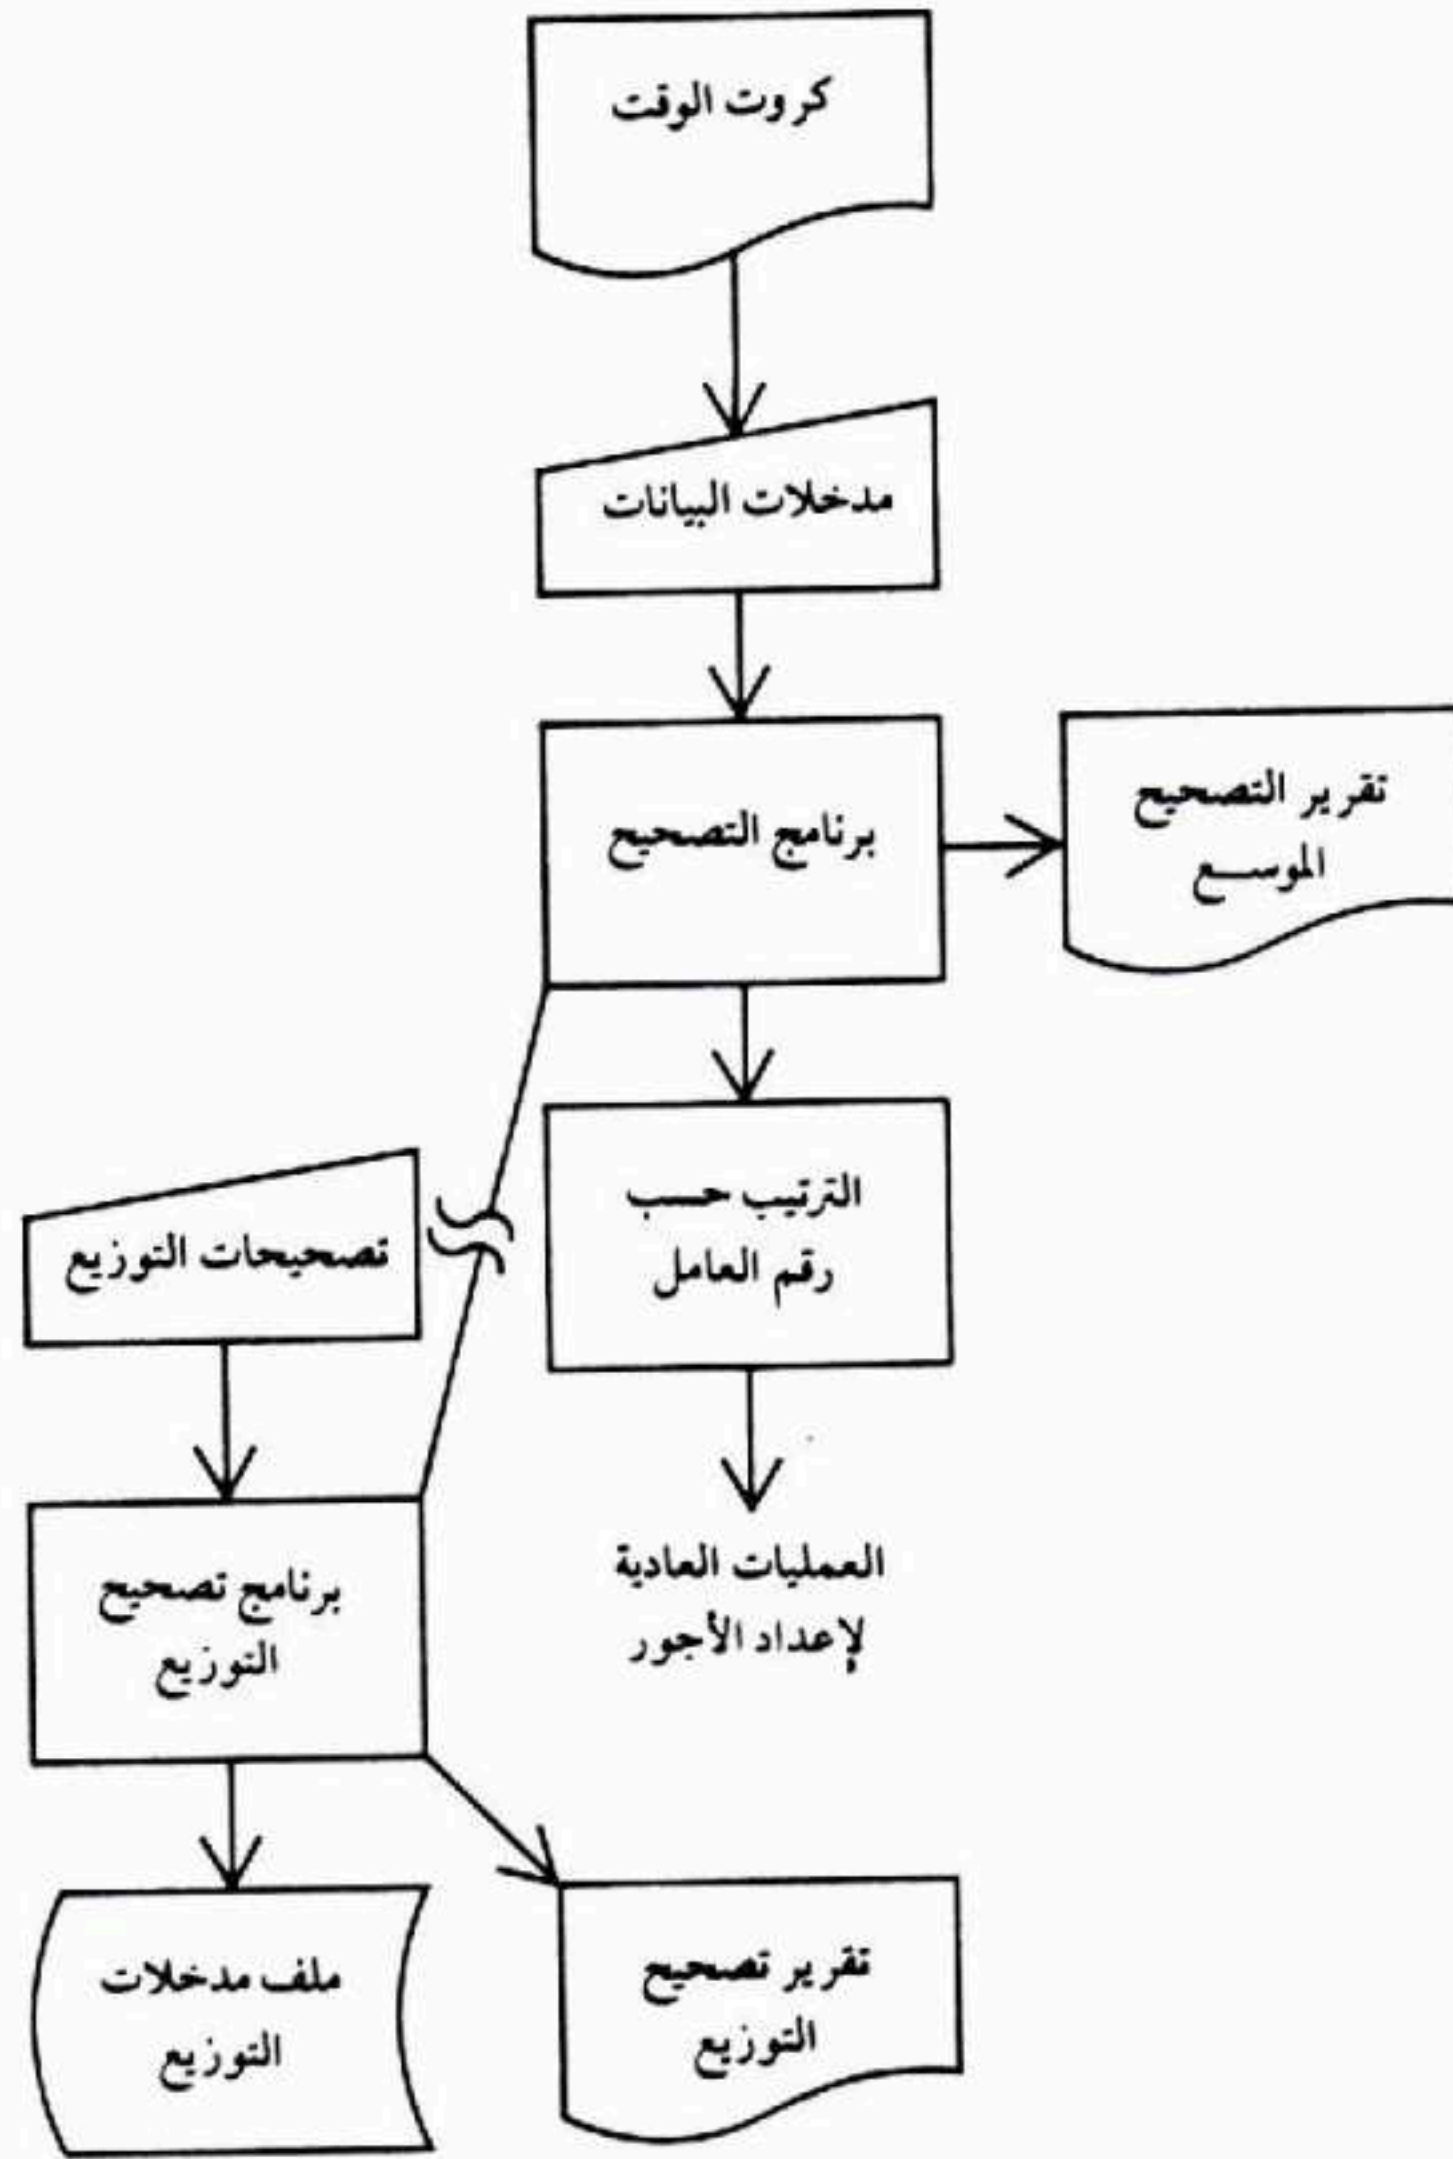 كروت الوقت
مدخلات البيانات
برنامج التصحيح
تقرير التصحيح
الموسع
الترتيب حسب
رقم العامل
تصحيحات التوزيع
العمليات العادية
لإعداد الأجور
برنامج تصحيح
التوزيع
تقرير تصحيح
التوزيع
ملف مدخلات
التوزيع